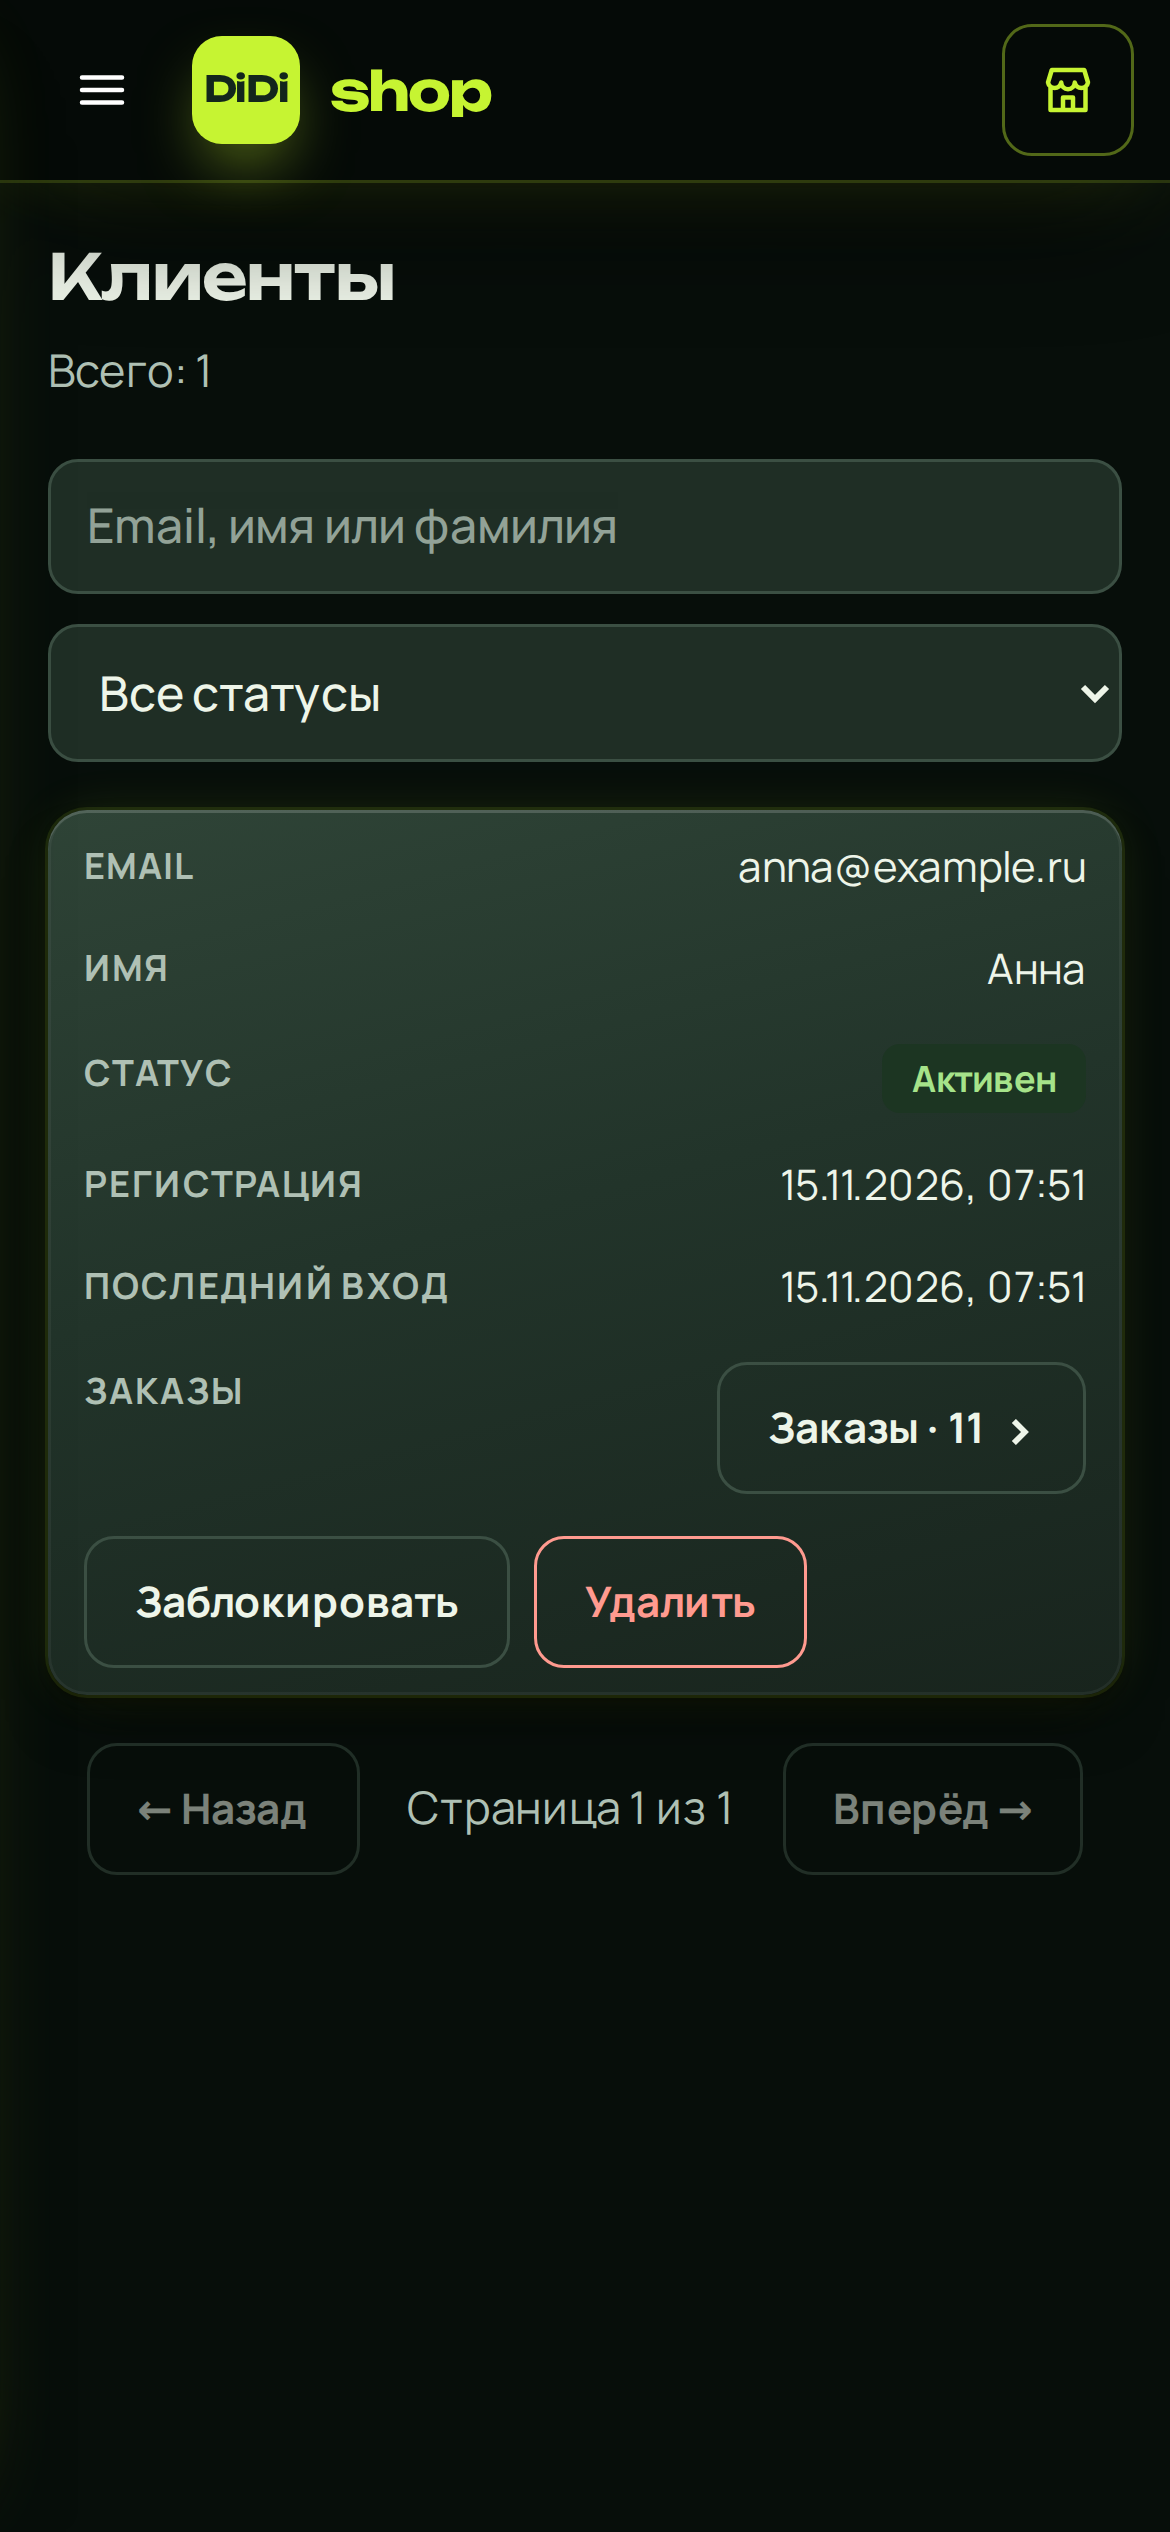 DiDi shop
Клиенты
Всего: 1
Email, имя или фамилия
Все статусы
EMAIL anna@example.ru
ИМЯ Анна
СТАТУС Активен
РЕГИСТРАЦИЯ 15.11.2026, 07:51
ПОСЛЕДНИЙ ВХОД 15.11.2026, 07:51
ЗАКАЗЫ Заказы · 11 ›
Заблокировать Удалить
← Назад Страница 1 из 1 Вперёд →